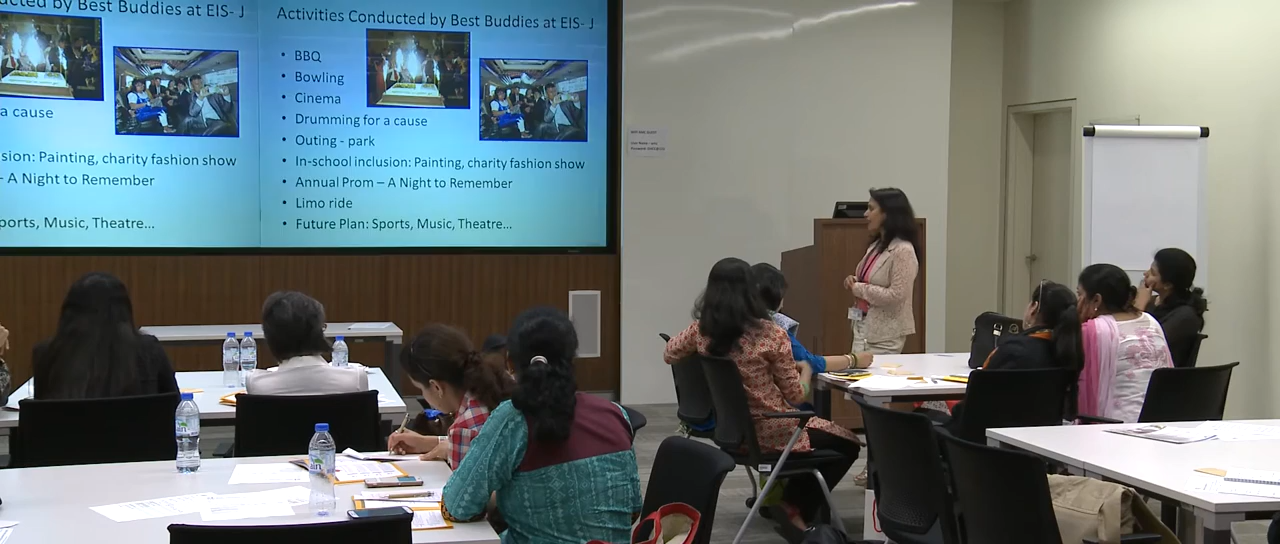 ucted by Best Buddies at EIS- J
a cause
sion: Painting, charity fashion show
- A Night to Remember
ports, Music, Theatre...
Activities Conducted by Best Buddies at EIS- J
• BBQ
• Bowling
• Cinema
• Drumming for a cause
• Outing - park
• In-school inclusion: Painting, charity fashion show
• Annual Prom – A Night to Remember
• Limo ride
• Future Plan: Sports, Music, Theatre...